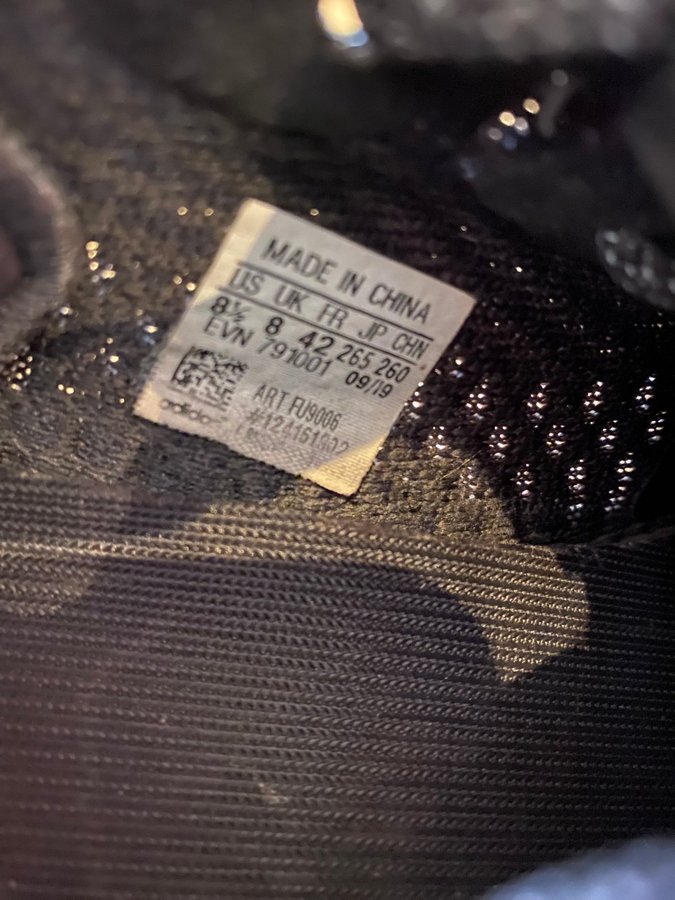 MADE IN CHINA
US UK FR JP CHN
8½ 8 42 265 260
EVN 791001 09/19
ART FU9006
adidas